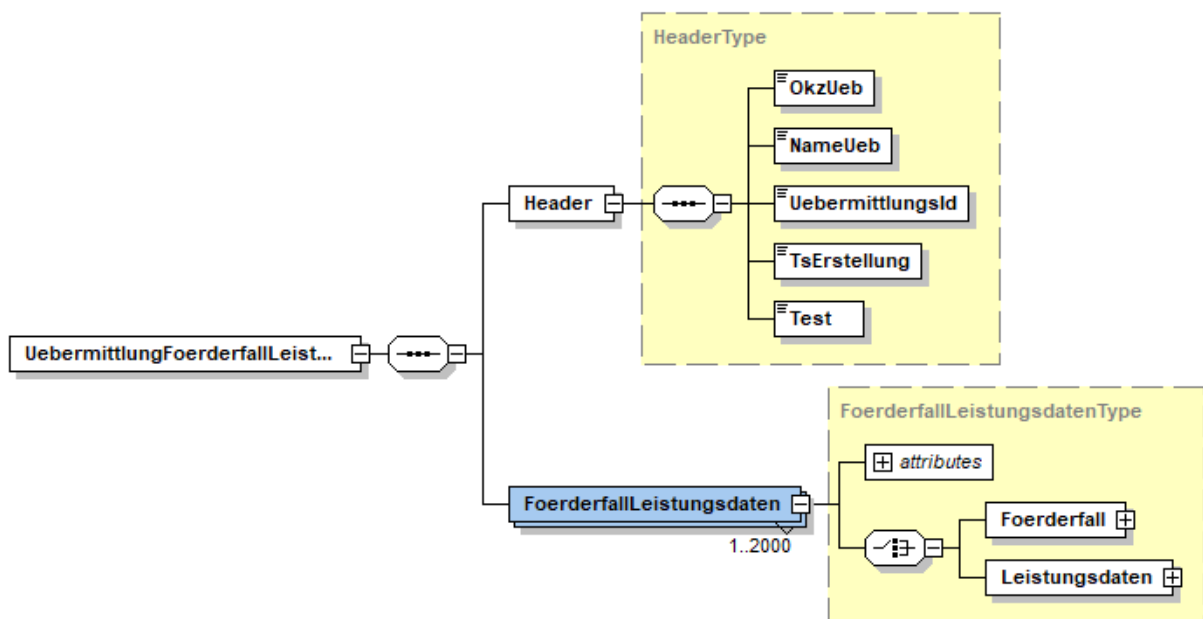 HeaderType
OkzUeb
NameUeb
UebermittlungsId
TsErstellung
Test
Header
UebermittlungFoerderfallLeist...
FoerderfallLeistungsdaten
1..2000
FoerderfallLeistungsdatenType
attributes
Foerderfall
Leistungsdaten